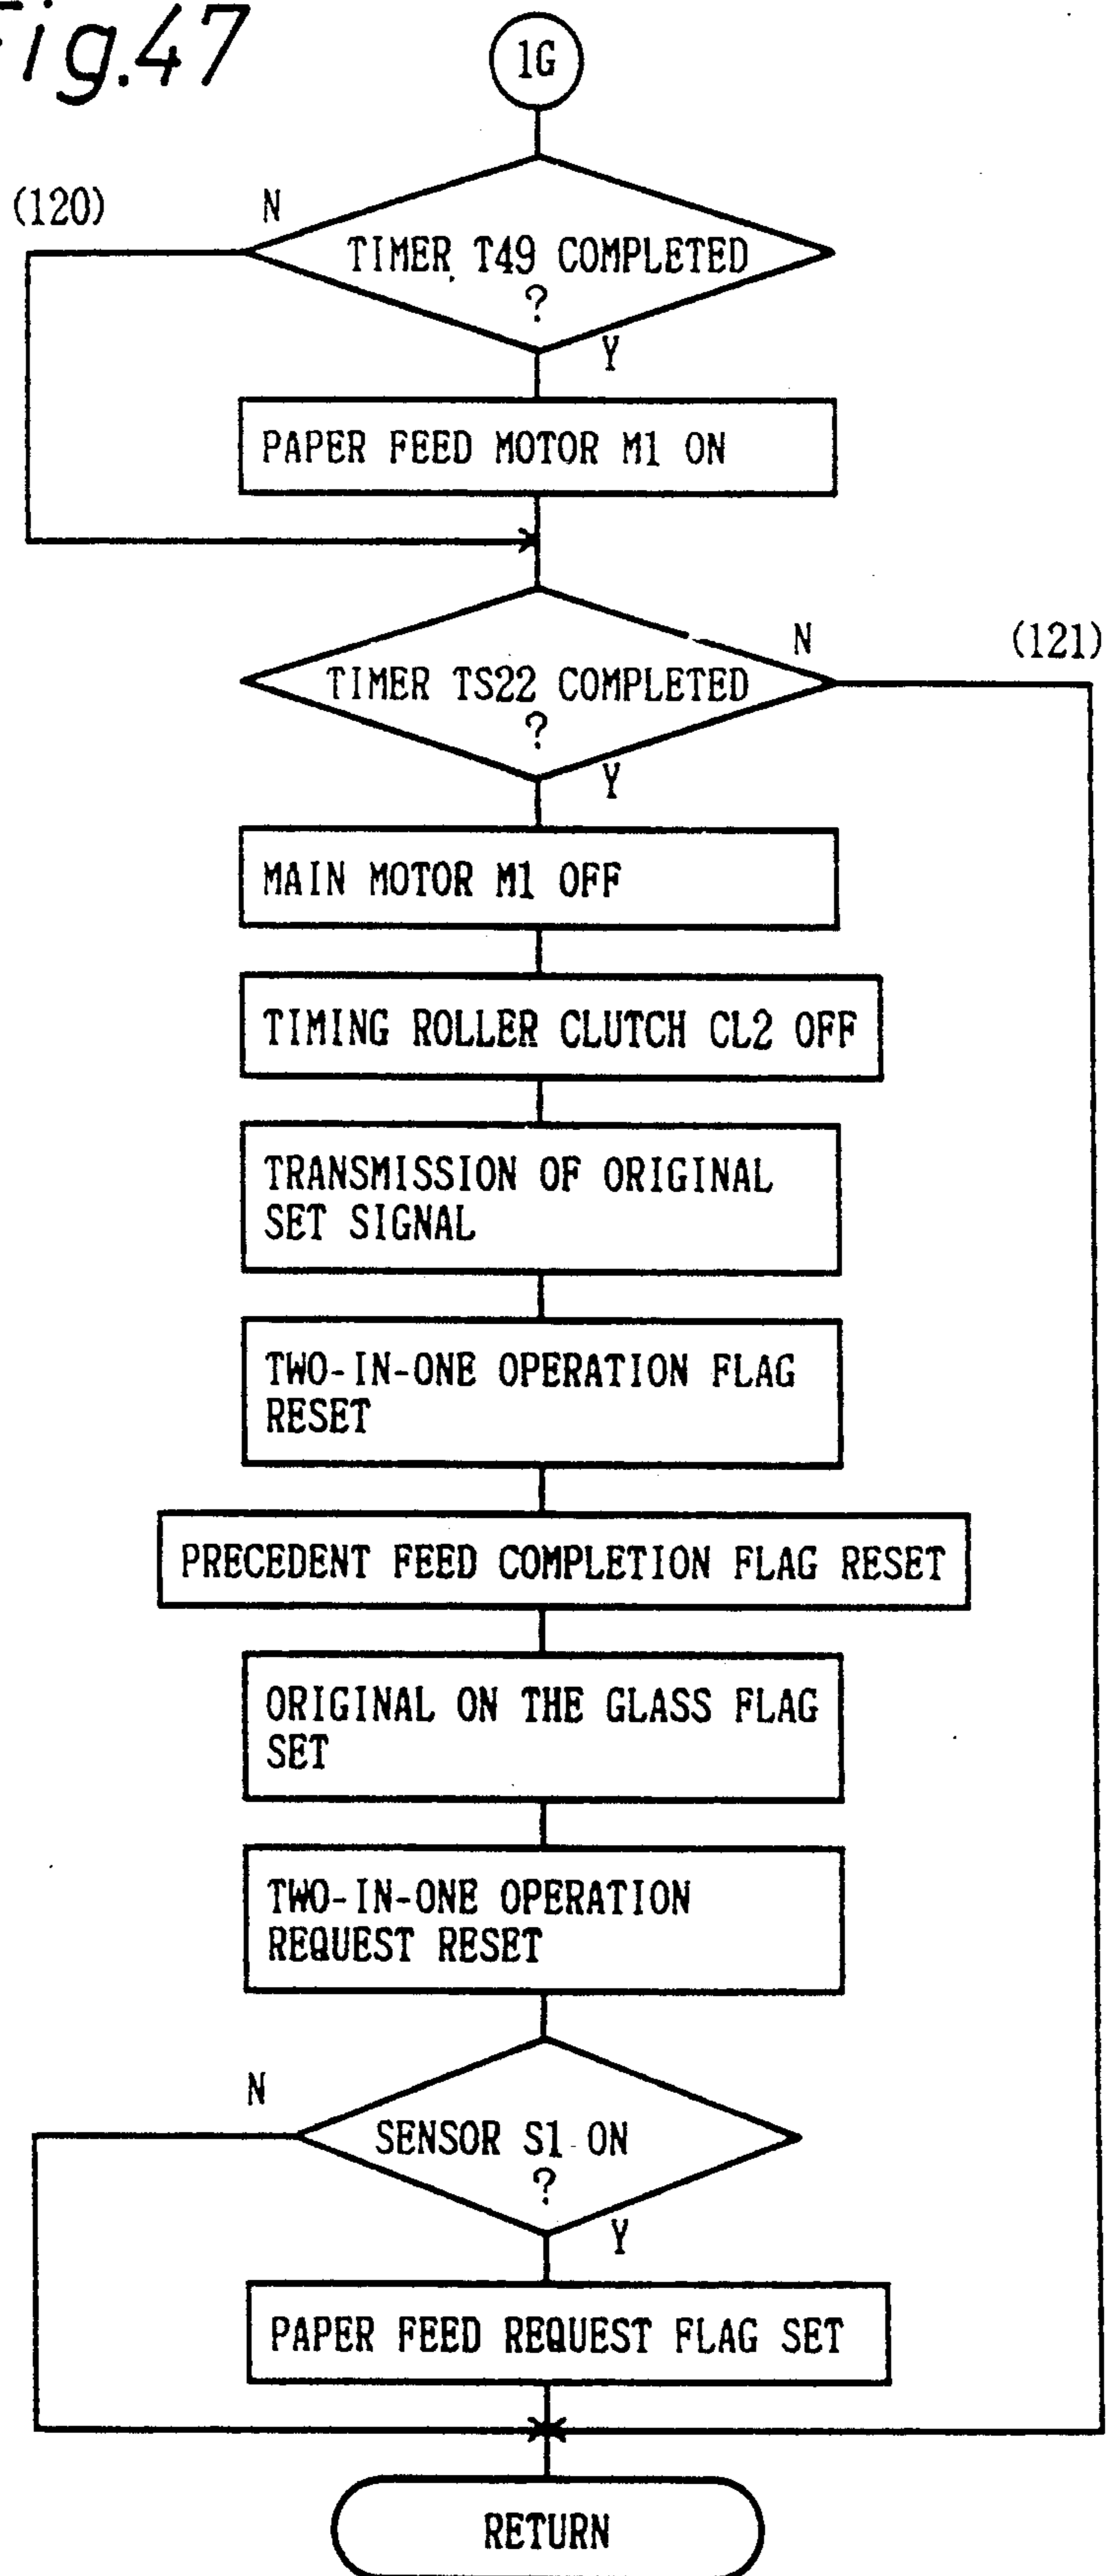 Fig.47
1G
(120)
N
TIMER T49 COMPLETED
?
Y
PAPER FEED MOTOR M1 ON
N
(121)
TIMER TS22 COMPLETED
?
Y
MAIN MOTOR M1 OFF
TIMING ROLLER CLUTCH CL2 OFF
TRANSMISSION OF ORIGINAL
SET SIGNAL
TWO-IN-ONE OPERATION FLAG
RESET
PRECEDENT FEED COMPLETION FLAG RESET
ORIGINAL ON THE GLASS FLAG
SET
TWO-IN-ONE OPERATION
REQUEST RESET
N
SENSOR S1 ON
?
Y
PAPER FEED REQUEST FLAG SET
RETURN